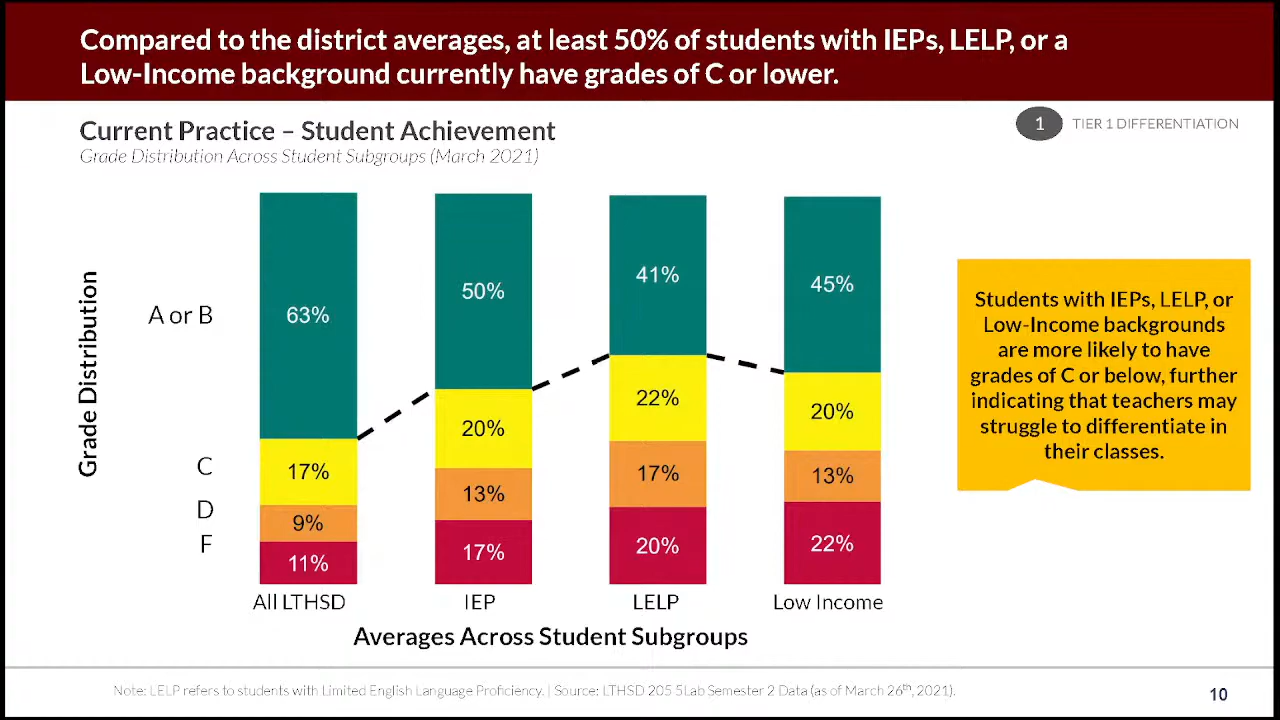 Compared to the district averages, at least 50% of students with IEPs, LELP, or a
Low-Income background currently have grades of C or lower.
Current Practice – Student Achievement
Grade Distribution Across Student Subgroups (March 2021)
1 TIER 1 DIFFERENTIATION
Grade Distribution
A or B
C
D
F
63%
17%
9%
11%
50%
20%
13%
17%
41%
22%
17%
20%
45%
20%
13%
22%
All LTHSD
IEP
LELP
Low Income
Averages Across Student Subgroups
Students with IEPs, LELP, or
Low-Income backgrounds
are more likely to have
grades of C or below, further
indicating that teachers may
struggle to differentiate in
their classes.
Note: LELP refers to students with Limited English Language Proficiency. | Source: LTHSD 205 5Lab Semester 2 Data (as of March 26th, 2021).
10